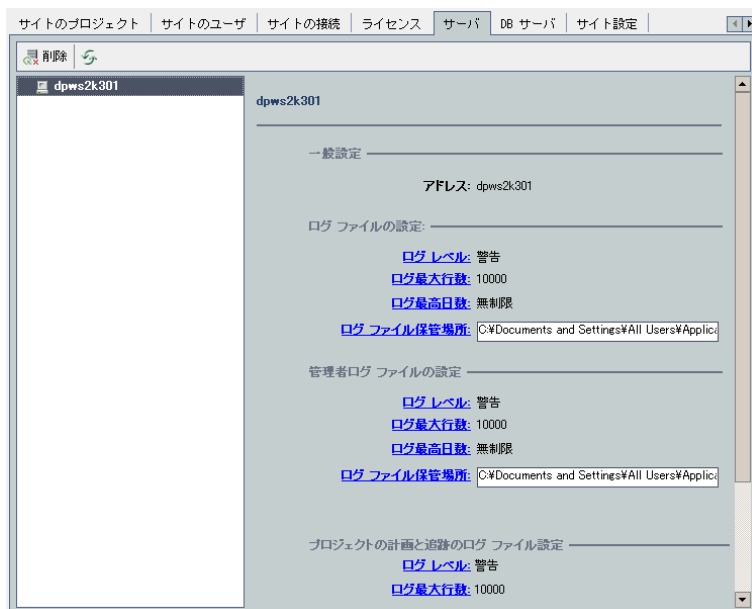 サイトのプロジェクト サイトのユーザ サイトの接続 ライセンス サーバ DB サーバ サイト設定
削除
dpws2k301
dpws2k301
一般設定
アドレス: dpws2k301
ログ ファイルの設定:
ログ レベル: 警告
ログ最大行数: 10000
ログ最高日数: 無制限
ログ ファイル保管場所: C:¥Documents and Settings¥All Users¥Applica
管理者ログ ファイルの設定
ログ レベル: 警告
ログ最大行数: 10000
ログ最高日数: 無制限
ログ ファイル保管場所: C:¥Documents and Settings¥All Users¥Applica
プロジェクトの計画と追跡のログ ファイル設定
ログ レベル: 警告
ログ最大行数: 10000